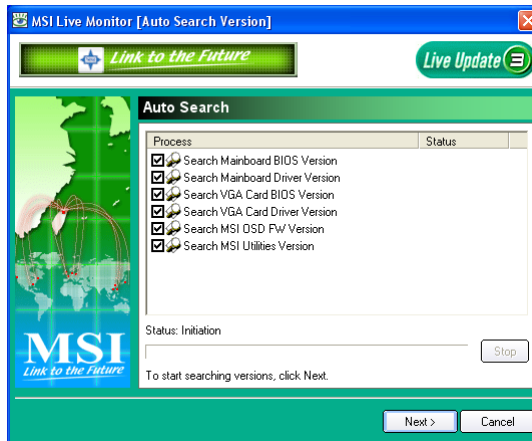 MSI Live Monitor [Auto Search Version]
Link to the Future
Live Update 3
Auto Search
Process Status
Search Mainboard BIOS Version
Search Mainboard Driver Version
Search VGA Card BIOS Version
Search VGA Card Driver Version
Search MSI OSD FW Version
Search MSI Utilities Version
Status: Initiation
Stop
To start searching versions, click Next.
MSI
Link to the Future
Next > Cancel